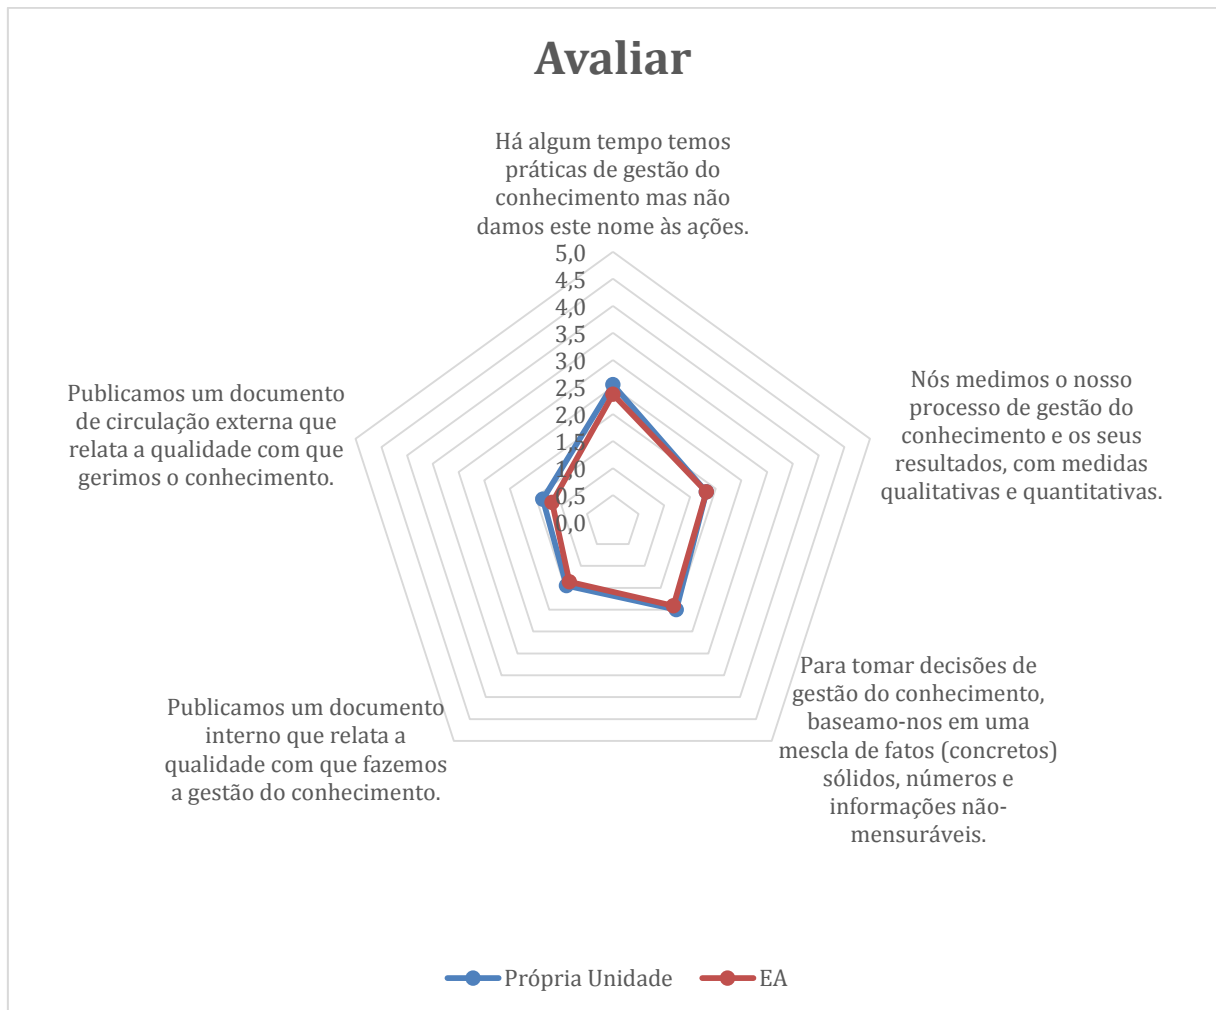 Avaliar
Há algum tempo temos
práticas de gestão do
conhecimento mas não
damos este nome às ações.
5,0
4,5
4,0
3,5
3,0
2,5
2,0
1,5
1,0
0,5
0,0
Nós medimos o nosso
processo de gestão do
conhecimento e os seus
resultados, com medidas
qualitativas e quantitativas.
Para tomar decisões de
gestão do conhecimento,
baseamo-nos em uma
mescla de fatos (concretos)
sólidos, números e
informações não-
mensuráveis.
Publicamos um documento
interno que relata a
qualidade com que fazemos
a gestão do conhecimento.
Publicamos um documento
de circulação externa que
relata a qualidade com que
gerimos o conhecimento.
Própria Unidade
EA